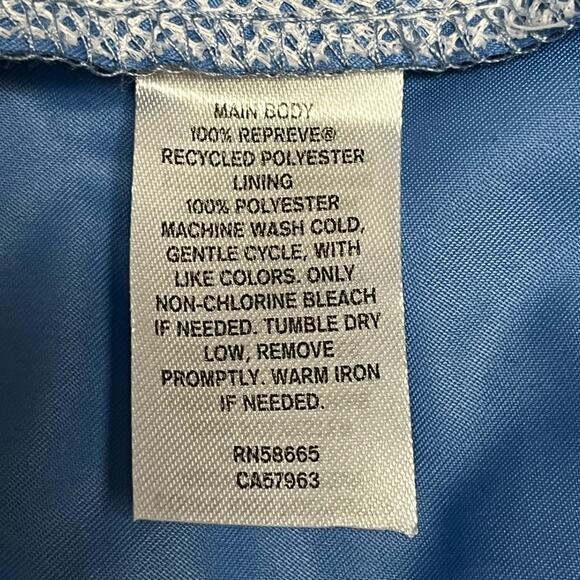 MAIN BODY
100% REPREVE®
RECYCLED POLYESTER
LINING
100% POLYESTER
MACHINE WASH COLD,
GENTLE CYCLE, WITH
LIKE COLORS. ONLY
NON-CHLORINE BLEACH
IF NEEDED. TUMBLE DRY
LOW, REMOVE
PROMPTLY. WARM IRON
IF NEEDED.
RN58665
CA57963